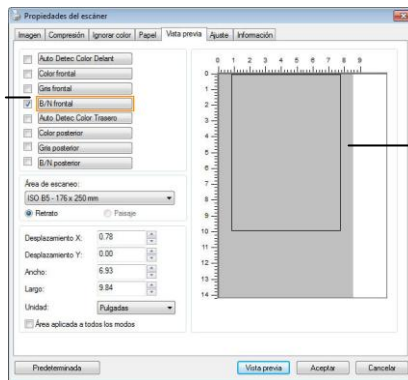 Propiedades del escáner
Imagen Compresión Ignorar color Papel Vista previa Ajuste Información
Auto Detec Color Delant
Color frontal
Gris frontal
B/N frontal
Auto Detec Color Trasero
Color posterior
Gris posterior
B/N posterior
Área de escaneo:
ISO B5 - 176 x 250 mm
Retrato Paisaje
Desplazamiento X: 0.78
Desplazamiento Y: 0.00
Ancho: 6.93
Largo: 9.84
Unidad: Pulgadas
Área aplicada a todos los modos
0 1 2 3 4 5 6 7 8 9
0
1
2
3
4
5
6
7
8
9
10
11
12
13
14
Predeterminada Vista previa Aceptar Cancelar